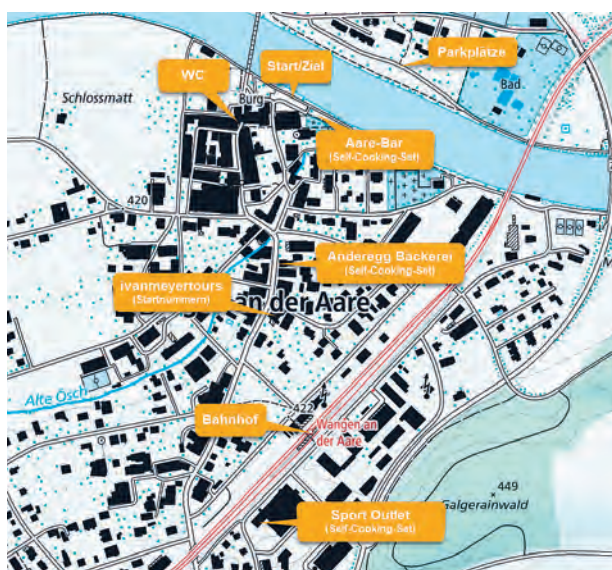 Parkplätze
Start/Ziel
WC
Bad
Burg
Schlossmatt
Aare-Bar
(Self-Cooking-Set)
420
Anderegg Bäckerei
(Self-Cooking-Set)
ivanmeyertours
(Startnummern)
an der Aare
Alte Ösch
422
Bahnhof
Wangen an
der Aare
449
Galgerainwald
Sport Outlet
(Self-Cooking-Set)